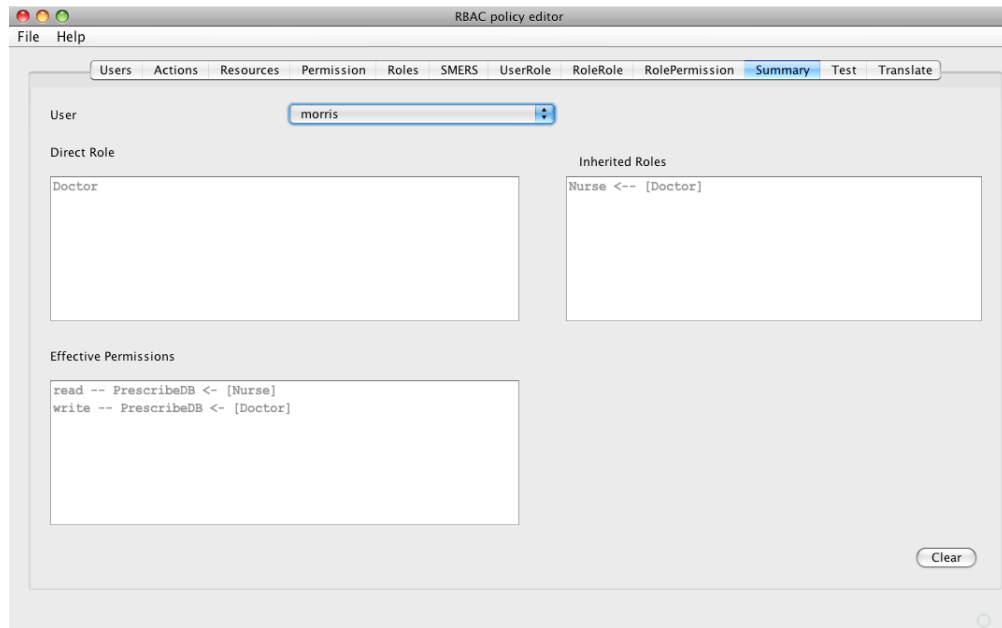 RBAC policy editor
File Help
Users Actions Resources Permission Roles SMERS UserRole RoleRole RolePermission Summary Test Translate
User morris
Direct Role
Inherited Roles
Doctor
Nurse <-- [Doctor]
Effective Permissions
read -- PrescribeDB <- [Nurse]
write -- PrescribeDB <- [Doctor]
Clear